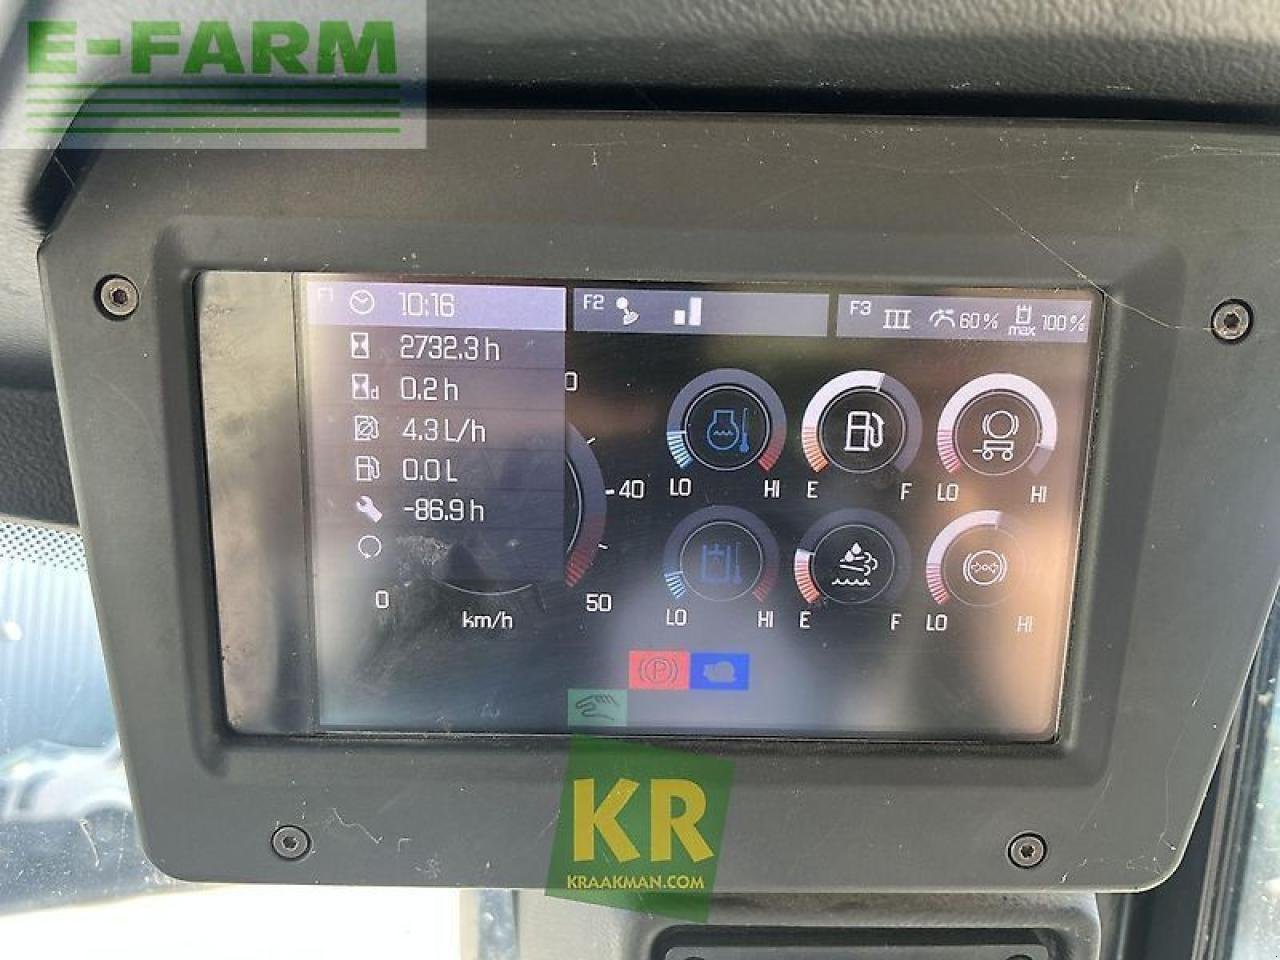 E-FARM
F1 10:16
F2
F3 III 60% max 100%
2732.3 h
d 0.2 h
4.3 L/h
0.0 L
-86.9 h
0
40
50
0
km/h
LO HI
E F
LO HI
LO HI
E F
LO HI
P
KR
KRAAKMAN.COM